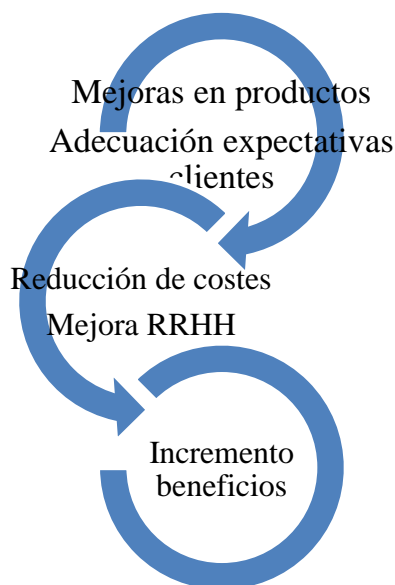 Mejoras en productos
Adecuación expectativas
clientes
Reducción de costes
Mejora RRHH
Incremento
beneficios